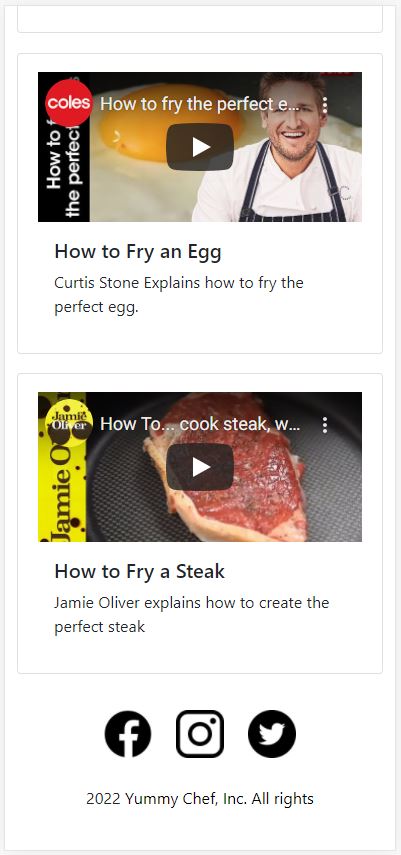 coles
How to fry the perfect e...
How to f
the perfect
How to Fry an Egg
Curtis Stone Explains how to fry the
perfect egg.
Jamie
Oliver
How To... cook steak, w...
Jamie O
How to Fry a Steak
Jamie Oliver explains how to create the
perfect steak
2022 Yummy Chef, Inc. All rights